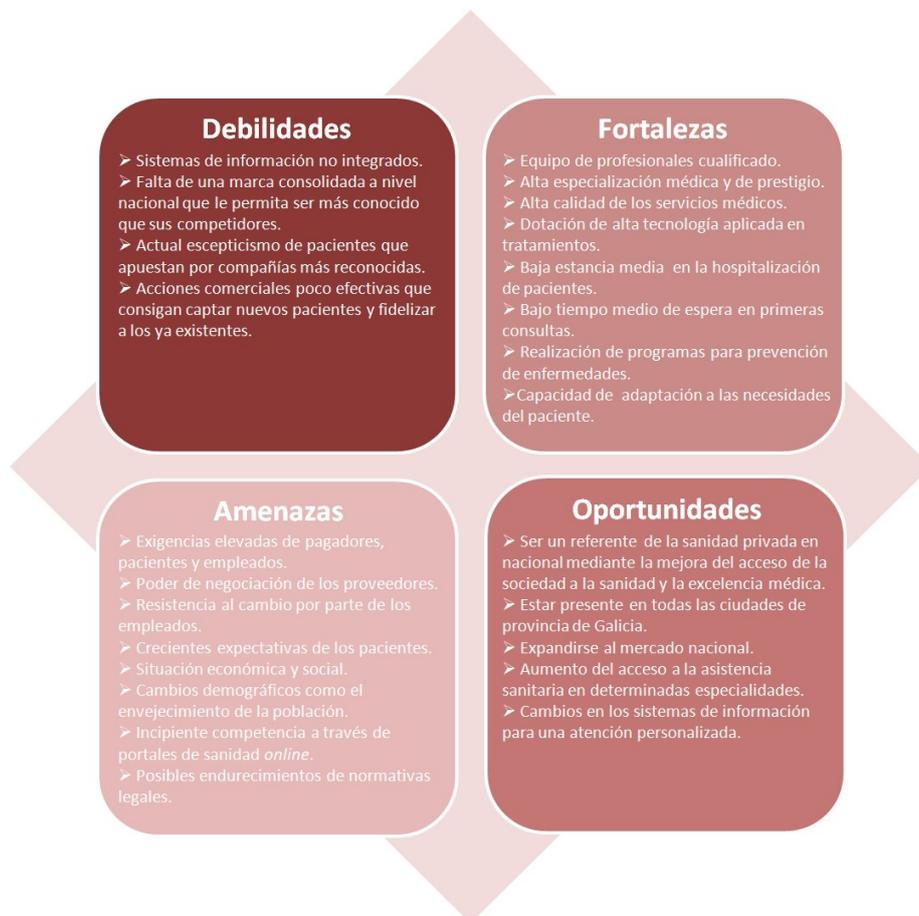 Debilidades
➢ Sistemas de información no integrados.
➢ Falta de una marca consolidada a nivel
nacional que le permita ser más conocido
que sus competidores.
➢ Actual escepticismo de pacientes que
apuestan por compañías más reconocidas.
➢ Acciones comerciales poco efectivas que
consigan captar nuevos pacientes y fidelizar
a los ya existentes.
Fortalezas
➢ Equipo de profesionales cualificado.
➢ Alta especialización médica y de prestigio.
➢ Alta calidad de los servicios médicos.
➢ Dotación de alta tecnología aplicada en
tratamientos.
➢ Baja estancia media en la hospitalización
de pacientes.
➢ Bajo tiempo medio de espera en primeras
consultas.
➢ Realización de programas para prevención
de enfermedades.
➢Capacidad de adaptación a las necesidades
del paciente.
Amenazas
➢ Exigencias elevadas de pagadores,
pacientes y empleados.
➢ Poder de negociación de los proveedores.
➢ Resistencia al cambio por parte de los
empleados.
➢ Crecientes expectativas de los pacientes.
➢ Situación económica y social.
➢ Cambios demográficos como el
envejecimiento de la población.
➢ Incipiente competencia a través de
portales de sanidad online.
➢ Posibles endurecimientos de normativas
legales.
Oportunidades
➢ Ser un referente de la sanidad privada en
nacional mediante la mejora del acceso de la
sociedad a la sanidad y la excelencia médica.
➢ Estar presente en todas las ciudades de
provincia de Galicia.
➢ Expandirse al mercado nacional.
➢ Aumento del acceso a la asistencia
sanitaria en determinadas especialidades.
➢ Cambios en los sistemas de información
para una atención personalizada.